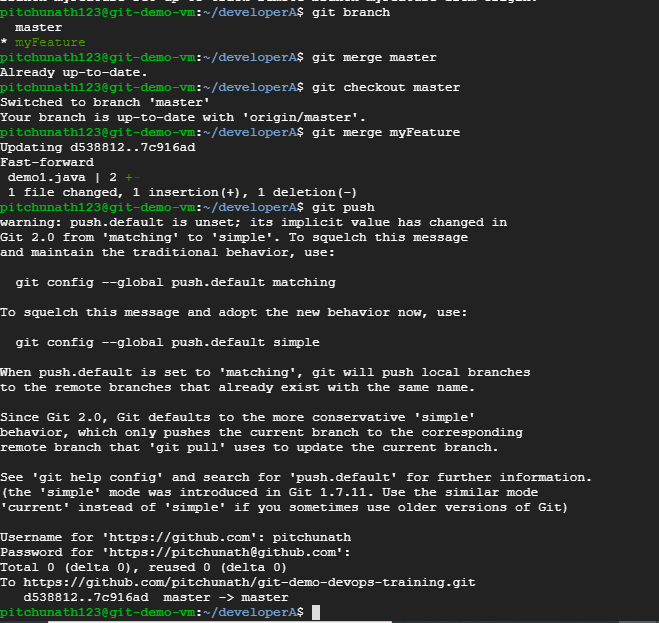 pitchunath123@git-demo-vm:~/developerA$ git branch
  master
* myFeature
pitchunath123@git-demo-vm:~/developerA$ git merge master
Already up-to-date.
pitchunath123@git-demo-vm:~/developerA$ git checkout master
Switched to branch 'master'
Your branch is up-to-date with 'origin/master'.
pitchunath123@git-demo-vm:~/developerA$ git merge myFeature
Updating d538812..7c916ad
Fast-forward
 demo1.java | 2 +-
 1 file changed, 1 insertion(+), 1 deletion(-)
pitchunath123@git-demo-vm:~/developerA$ git push
warning: push.default is unset; its implicit value has changed in
Git 2.0 from 'matching' to 'simple'. To squelch this message
and maintain the traditional behavior, use:
  git config --global push.default matching
To squelch this message and adopt the new behavior now, use:
  git config --global push.default simple
When push.default is set to 'matching', git will push local branches
to the remote branches that already exist with the same name.
Since Git 2.0, Git defaults to the more conservative 'simple'
behavior, which only pushes the current branch to the corresponding
remote branch that 'git pull' uses to update the current branch.
See 'git help config' and search for 'push.default' for further information.
(the 'simple' mode was introduced in Git 1.7.11. Use the similar mode
'current' instead of 'simple' if you sometimes use older versions of Git)
Username for 'https://github.com': pitchunath
Password for 'https://pitchunath@github.com':
Total 0 (delta 0), reused 0 (delta 0)
To https://github.com/pitchunath/git-demo-devops-training.git
   d538812..7c916ad  master -> master
pitchunath123@git-demo-vm:~/developerA$